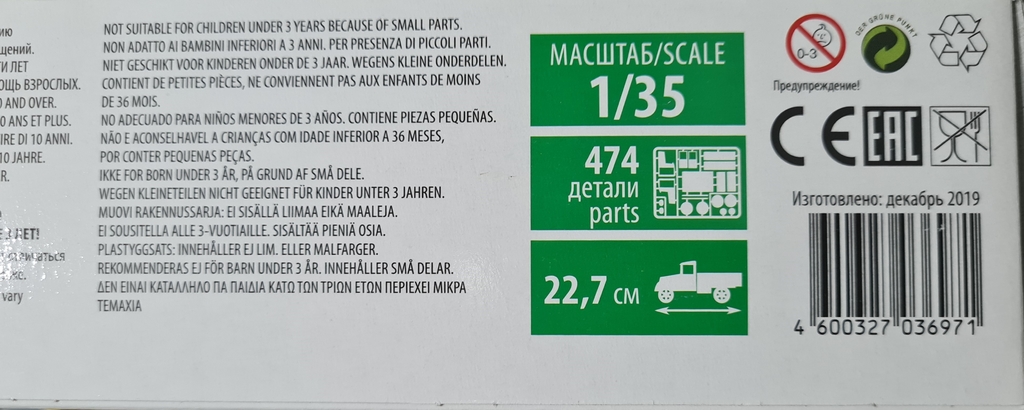 ию
щений.
ТИ ЛЕТ
ОЩЬ ВЗРОСЛЫХ.
AND OVER.
0 ANS ET PLUS.
IRE DI 10 ANNI.
10 JAHRE.
R.
ЛЕТ!
vary
NOT SUITABLE FOR CHILDREN UNDER 3 YEARS BECAUSE OF SMALL PARTS.
NON ADATTO AI BAMBINI INFERIORI A 3 ANNI. PER PRESENZA DI PICCOLI PARTI.
NIET GESCHIKT VOOR KINDEREN ONDER DE 3 JAAR. WEGENS KLEINE ONDERDELEN.
CONTIENT DE PETITES PIÈCES, NE CONVIENNENT PAS AUX ENFANTS DE MOINS
DE 36 MOIS.
NO ADECUADO PARA NIÑOS MENORES DE 3 AÑOS. CONTIENE PIEZAS PEQUEÑAS.
NÃO E ACONSELHAVEL A CRIANÇAS COM IDADE INFERIOR A 36 MESES,
POR CONTER PEQUENAS PEÇAS.
IKKE FOR BORN UNDER 3 ÅR, PÅ GRUND AF SMÅ DELE.
WEGEN KLEINETEILEN NICHT GEEIGNET FÜR KINDER UNTER 3 JAHREN.
MUOVI RAKENNUSSARJA: EI SISÄLLÄ LIIMAA EIKÄ MAALEJA.
EI SOUSITELLA ALLE 3-VUOTIAILLE. SISÄLTÄÄ PIENIÄ OSIA.
PLASTYGGSATS: INNEHÅLLER EJ LIM. ELLER MALFARGER.
REKOMMENDERAS EJ FÖR BARN UNDER 3 ÅR. INNEHÅLLER SMÅ DELAR.
ΔΕΝ ΕΙΝΑΙ ΚΑΤΑΛΛΗΛΟ ΠΑ ΠΑΙΔΙΑ ΚΑΤΩ ΤΩΝ ΤΡΙΩΝ ΕΤΩΝ ΠΕΡΙΕΧΕΙ ΜΙΚΡΑ
ΤΕΜΑΧΙΑ
МАСШТАБ/SCALE
1/35
474
детали
parts
22,7 см
0-3
DER GRÜNE PUNKT
Предупреждение!
CE EAC
Изготовлено: декабрь 2019
4 600327 036971